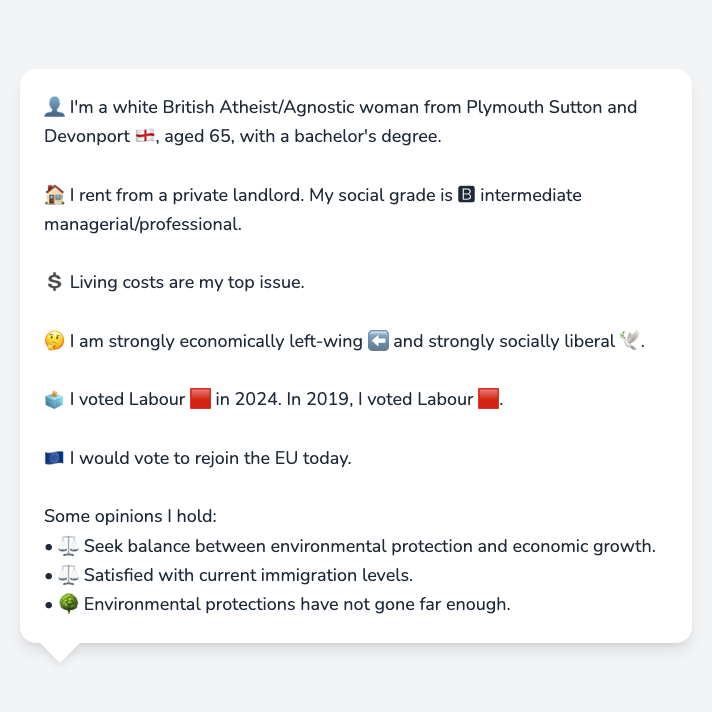 👤 I'm a white British Atheist/Agnostic woman from Plymouth Sutton and
Devonport 🏴󠁧󠁢󠁥󠁮󠁧󠁿, aged 65, with a bachelor's degree.
🏠 I rent from a private landlord. My social grade is 🅱 intermediate
managerial/professional.
💲 Living costs are my top issue.
🤔 I am strongly economically left-wing ⬅️ and strongly socially liberal 🕊️.
🗳️ I voted Labour 🟥 in 2024. In 2019, I voted Labour 🟥.
🇪🇺 I would vote to rejoin the EU today.
Some opinions I hold:
• ⚖️ Seek balance between environmental protection and economic growth.
• ⚖️ Satisfied with current immigration levels.
• 🌳 Environmental protections have not gone far enough.